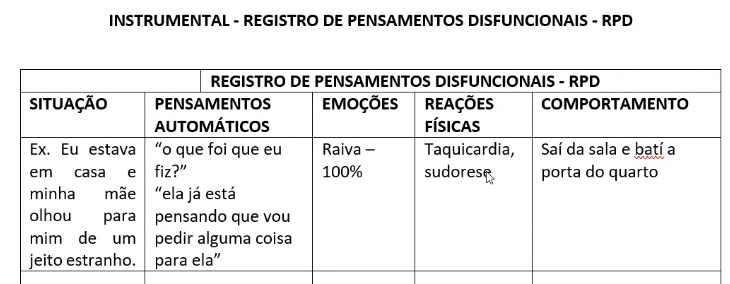 INSTRUMENTAL - REGISTRO DE PENSAMENTOS DISFUNCIONAIS - RPD
REGISTRO DE PENSAMENTOS DISFUNCIONAIS - RPD
SITUAÇÃO
PENSAMENTOS
AUTOMÁTICOS
EMOÇÕES
REAÇÕES
FÍSICAS
COMPORTAMENTO
Ex. Eu estava
em casa e
minha mãe
olhou para
mim de um
jeito estranho.
"o que foi que eu
fiz?"
"ela já está
pensando que vou
pedir alguma coisa
para ela"
Raiva –
100%
Taquicardia,
sudorese
Saí da sala e batí a
porta do quarto